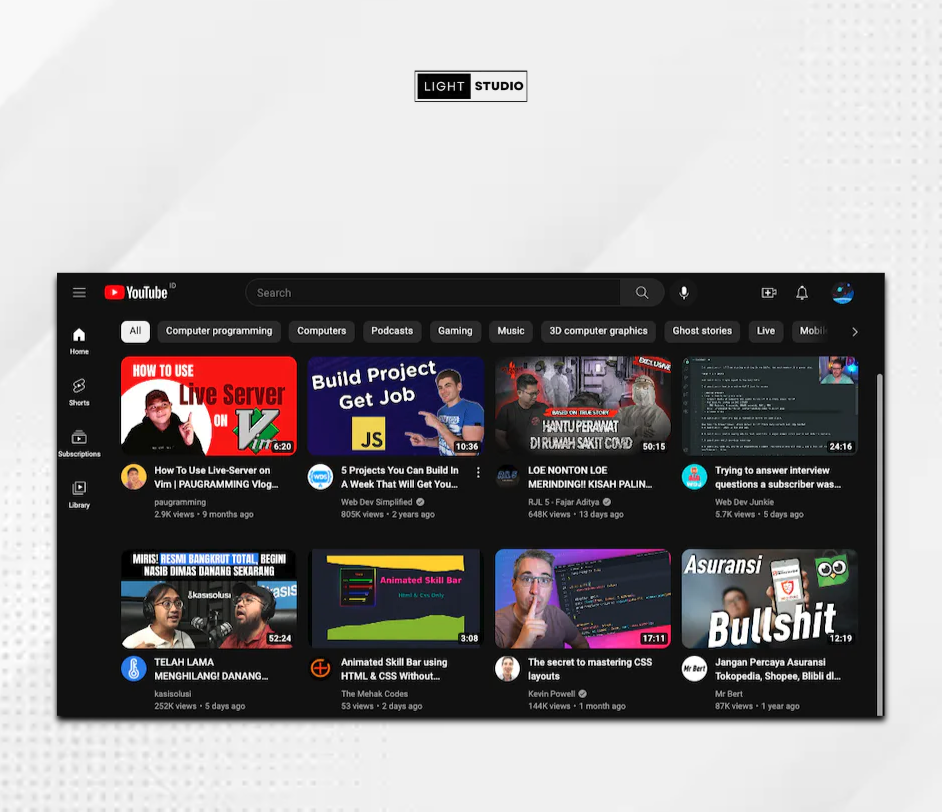 LIGHT STUDIO
YouTube ID
Search
All
Computer programming
Computers
Podcasts
Gaming
Music
3D computer graphics
Ghost stories
Live
Home
Shorts
Subscriptions
Library
HOW TO USE
Live Server
ON
6:20
Build Project
Get Job
JS
10:36
EXCLUSIVE
BASED ON TRUE STORY
HANTU PERAWAT
DI RUMAH SAKIT COVID
50:15
24:16
How To Use Live-Server on
Vim | PAUGRAMMING Vlog...
paugramming
2.9K views • 9 months ago
WDS
5 Projects You Can Build In
A Week That Will Get You...
Web Dev Simplified
805K views • 2 years ago
LOE NONTON LOE
MERINDING!! KISAH PALIN...
RJL 5 - Fajar Aditya
648K views • 13 days ago
Trying to answer interview
questions a subscriber was...
Web Dev Junkie
5.7K views • 5 days ago
MIRIS! RESMI BANGKRUT TOTAL, BEGINI
NASIB DIMAS DANANG SEKARANG
kasisolusi
52:24
Animated Skill Bar
Html & Css Only
3:08
17:11
Asuransi
Bullshit
12:19
TELAH LAMA
MENGHILANG! DANANG...
kasisolusi
252K views • 5 days ago
Animated Skill Bar using
HTML & CSS Without...
The Mehak Codes
53 views • 2 days ago
The secret to mastering CSS
layouts
Kevin Powell
144K views • 1 month ago
Mr Bert
Jangan Percaya Asuransi
Tokopedia, Shopee, Blibli dl...
Mr Bert
87K views • 1 year ago